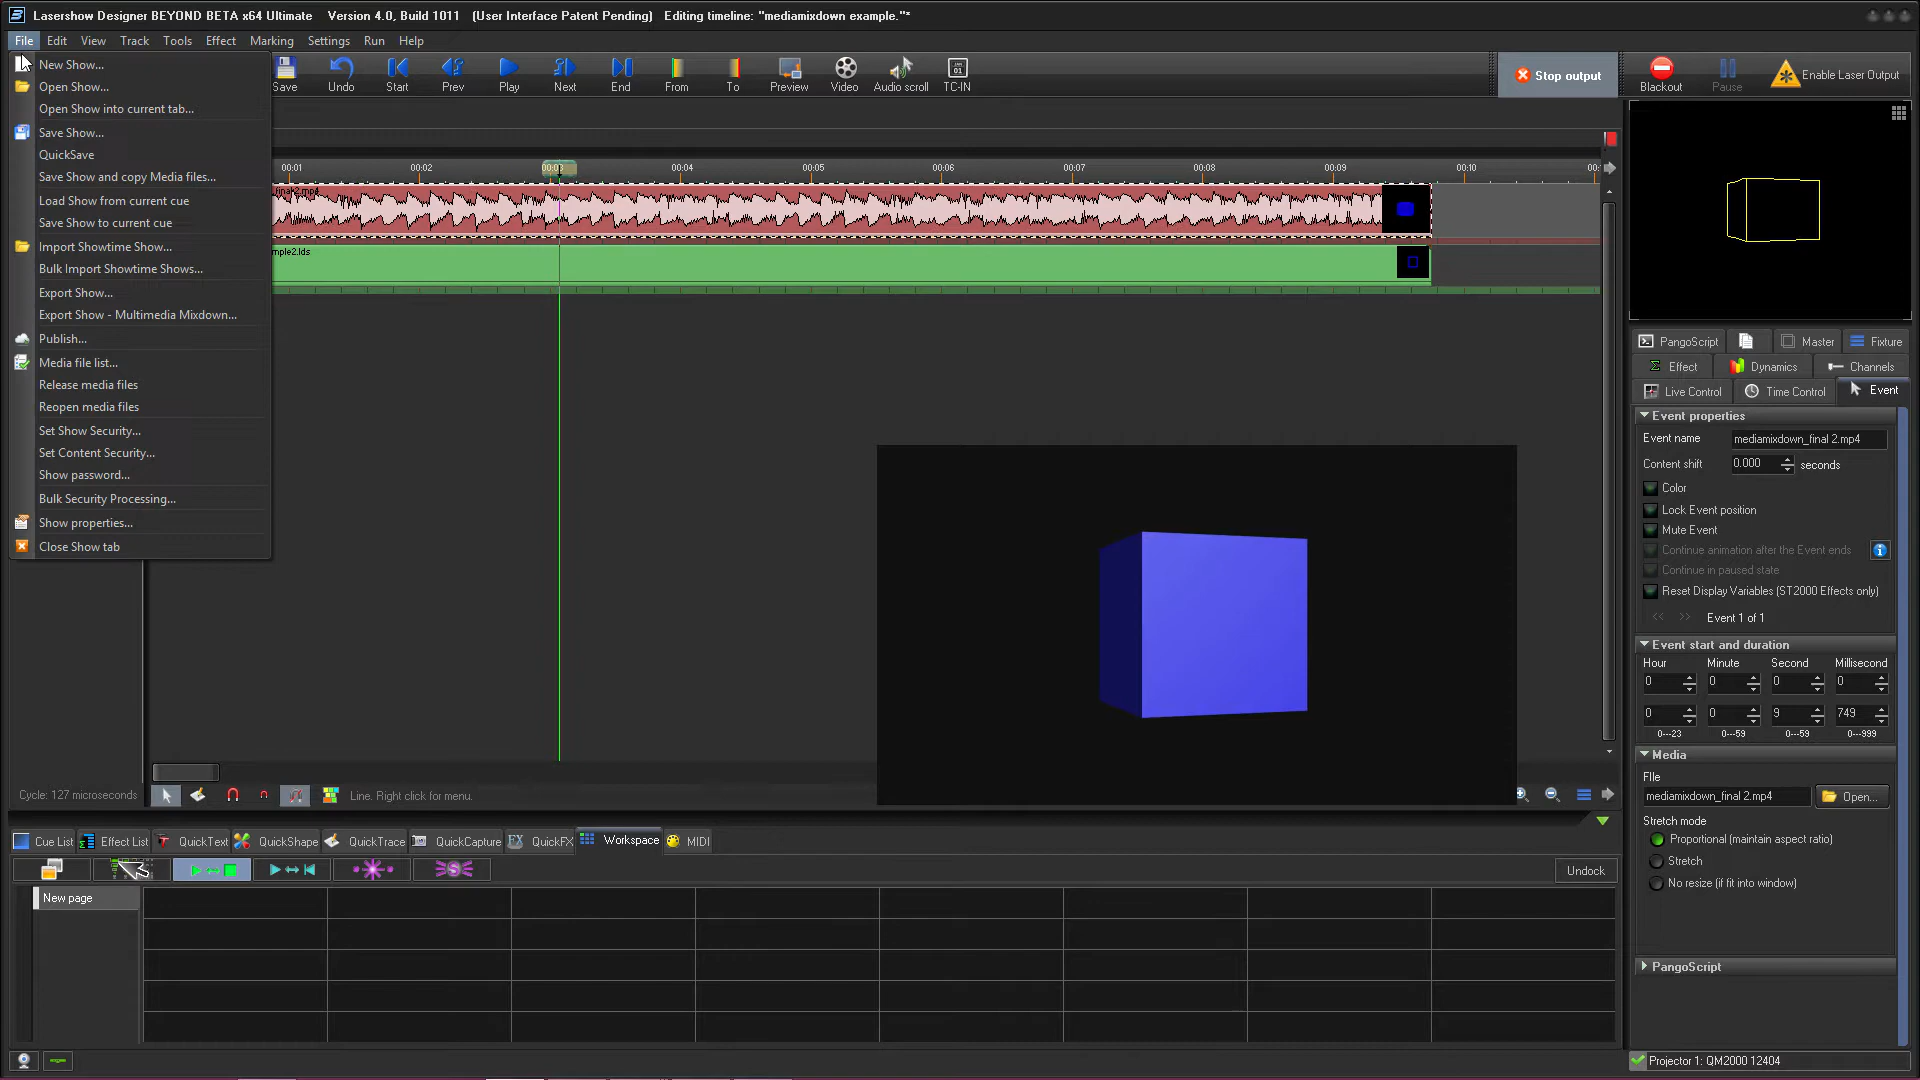 Lasershow Designer BEYOND BETA x64 Ultimate Version 4.0, Build 1011 (User Interface Patent Pending) Editing timeline: "mediamixdown example."*
File Edit View Track Tools Effect Marking Settings Run Help
New Show...
Open Show...
Open Show into current tab...
Save Show...
QuickSave
Save Show and copy Media files...
Load Show from current cue
Save Show to current cue
Import Showtime Show...
Bulk Import Showtime Shows...
Export Show...
Export Show - Multimedia Mixdown...
Publish...
Media file list...
Release media files
Reopen media files
Set Show Security...
Set Content Security...
Show password...
Bulk Security Processing...
Show properties...
Close Show tab
Save Undo Start Prev Play Next End From To Preview Video Audio scroll TC-IN
Stop output Blackout Pause Enable Laser Output
00:01 00:02 00:03 00:04 00:05 00:06 00:07 00:08 00:09 00:10
final 2.mp4
mple2.lds
PangoScript Master Fixture
Effect Dynamics Channels
Live Control Time Control Event
Event properties
Event name mediamixdown_final 2.mp4
Content shift 0.000 seconds
Color
Lock Event position
Mute Event
Continue animation after the Event ends
Continue in paused state
Reset Display Variables (ST2000 Effects only)
<< >> Event 1 of 1
Event start and duration
Hour Minute Second Millisecond
0 0 0 0
0 0 9 749
0---23 0---59 0---59 0---999
Media
File
mediamixdown_final 2.mp4 Open...
Stretch mode
Proportional (maintain aspect ratio)
Stretch
No resize (if fit into window)
PangoScript
Cycle: 127 microseconds
Line. Right click for menu.
Cue List Effect List QuickText QuickShape QuickTrace QuickCapture QuickFX Workspace MIDI
Undock
New page
Projector 1: QM2000 12404